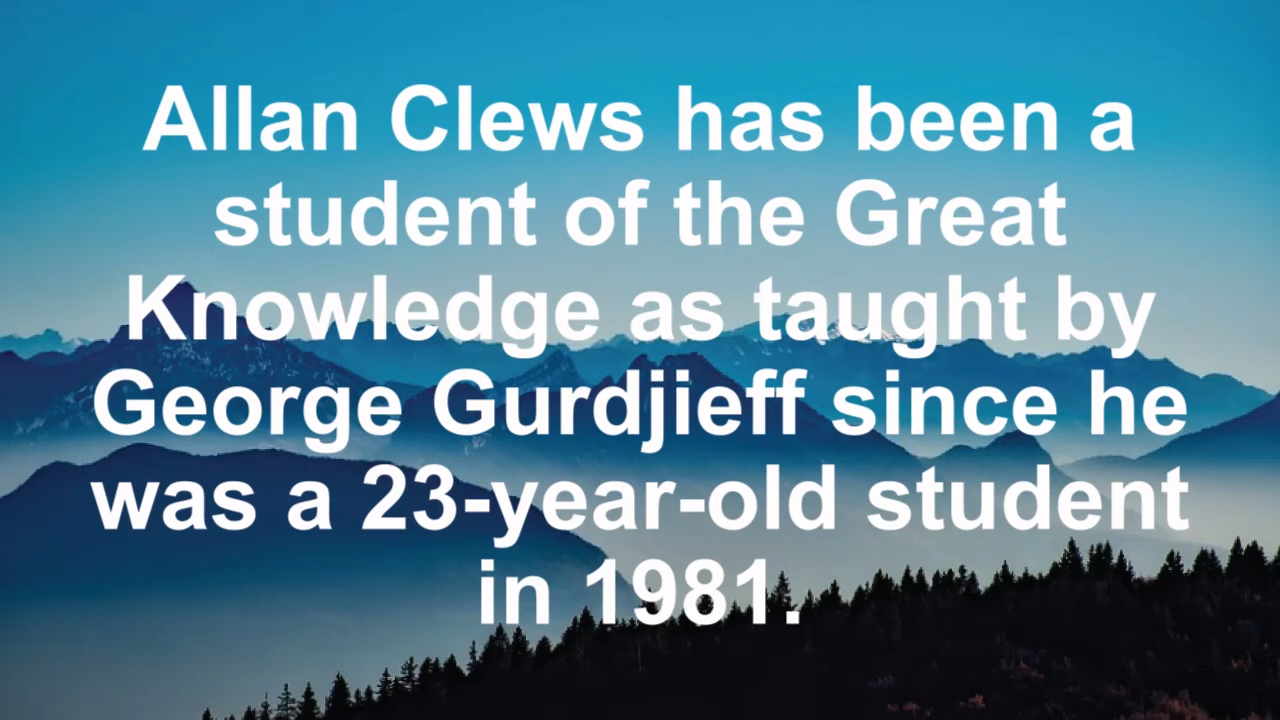 Allan Clews has been a
student of the Great
Knowledge as taught by
George Gurdjieff since he
was a 23-year-old student
in 1981.